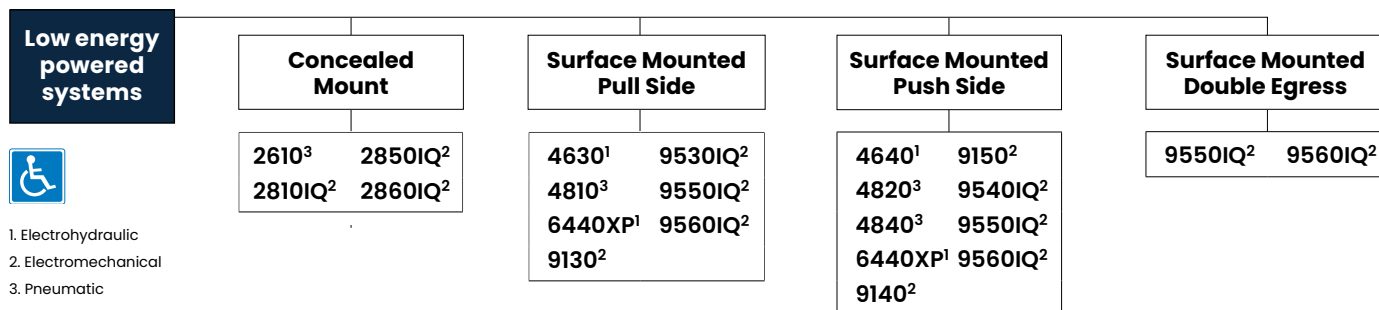 Low energy
powered
systems
1. Electrohydraulic
2. Electromechanical
3. Pneumatic
Concealed
Mount
2610³ 2850IQ²
2810IQ² 2860IQ²
Surface Mounted
Pull Side
4630¹ 9530IQ²
4810³ 9550IQ²
6440XP¹ 9560IQ²
9130²
Surface Mounted
Push Side
4640¹ 9150²
4820³ 9540IQ²
4840³ 9550IQ²
6440XP¹ 9560IQ²
9140²
Surface Mounted
Double Egress
9550IQ² 9560IQ²